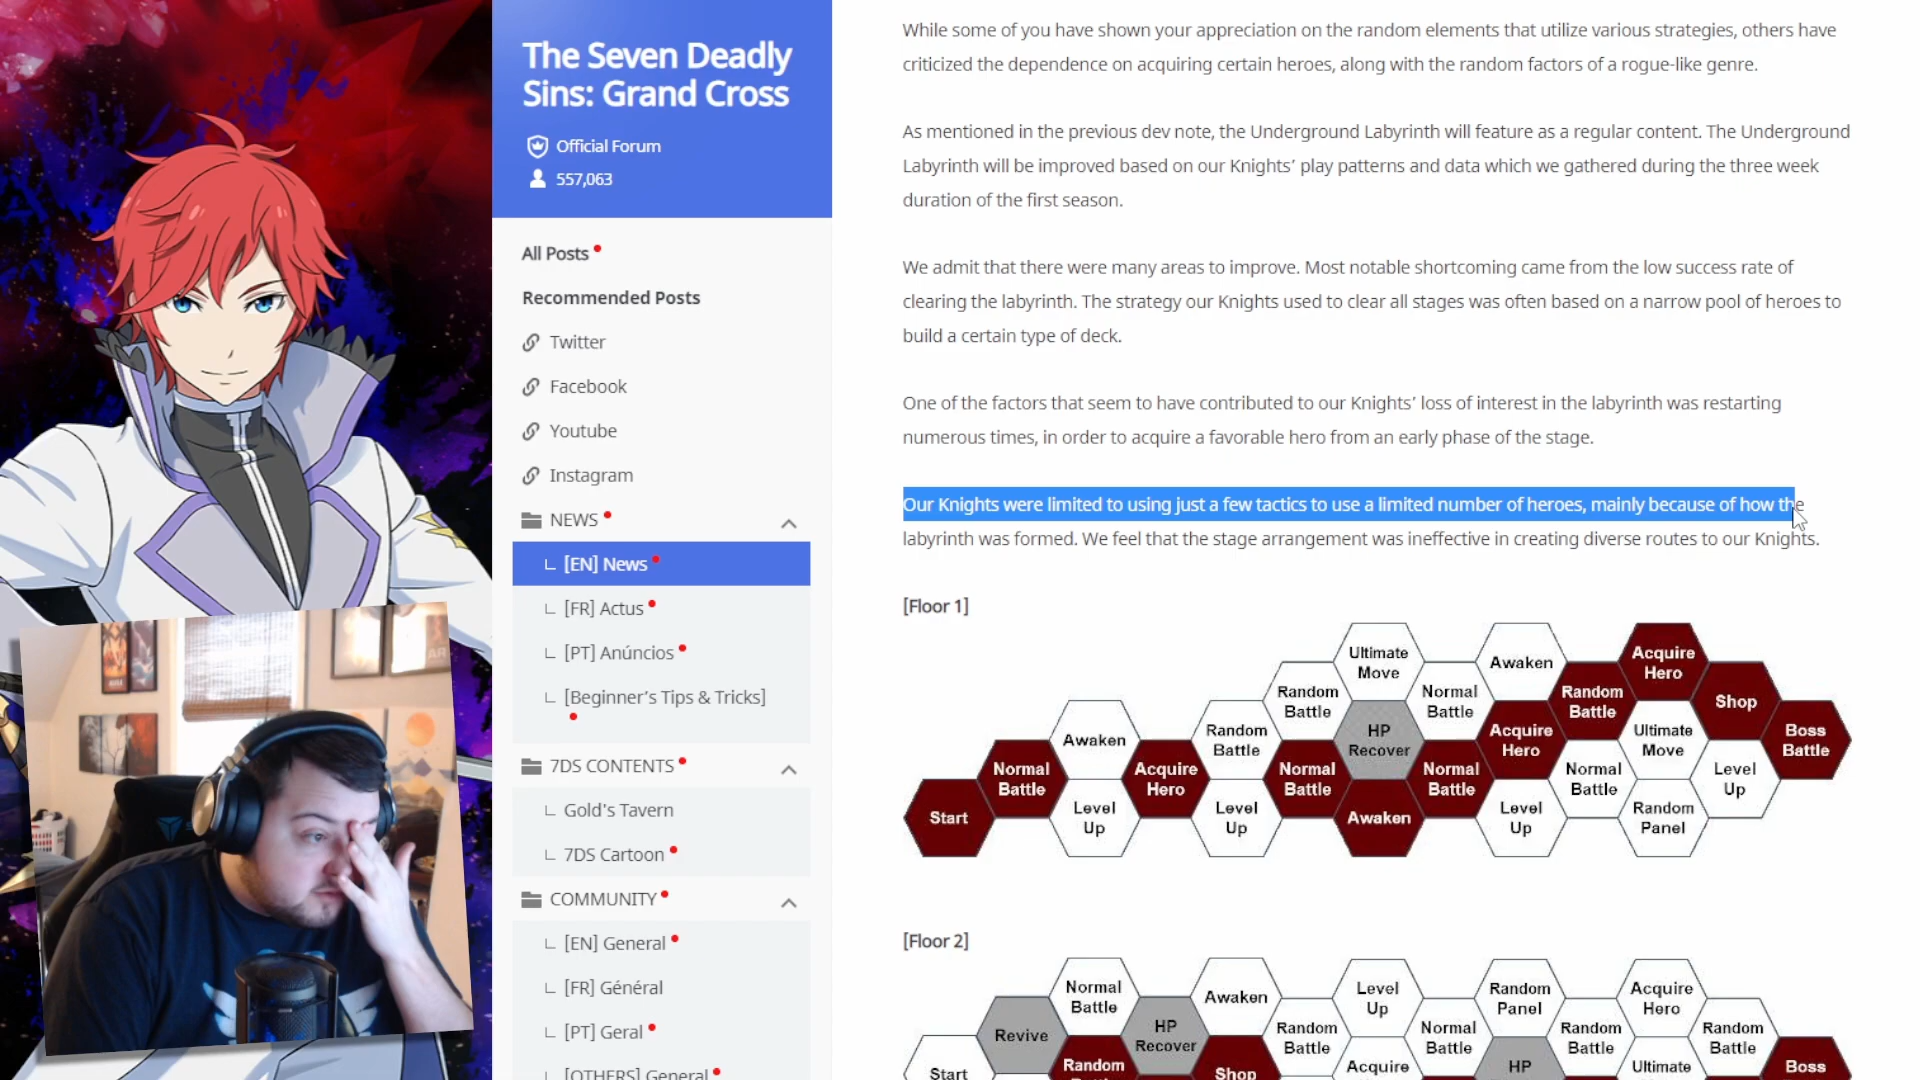 The Seven Deadly
Sins: Grand Cross
Official Forum
557,063
All Posts
Recommended Posts
Twitter
Facebook
Youtube
Instagram
NEWS
[EN] News
[FR] Actus
[PT] Anúncios
[Beginner's Tips & Tricks]
7DS CONTENTS
Gold's Tavern
7DS Cartoon
COMMUNITY
[EN] General
[FR] Général
[PT] Geral
[OTHERS] General
While some of you have shown your appreciation on the random elements that utilize various strategies, others have
criticized the dependence on acquiring certain heroes, along with the random factors of a rogue-like genre.
As mentioned in the previous dev note, the Underground Labyrinth will feature as a regular content. The Underground
Labyrinth will be improved based on our Knights' play patterns and data which we gathered during the three week
duration of the first season.
We admit that there were many areas to improve. Most notable shortcoming came from the low success rate of
clearing the labyrinth. The strategy our Knights used to clear all stages was often based on a narrow pool of heroes to
build a certain type of deck.
One of the factors that seem to have contributed to our Knights' loss of interest in the labyrinth was restarting
numerous times, in order to acquire a favorable hero from an early phase of the stage.
Our Knights were limited to using just a few tactics to use a limited number of heroes, mainly because of how the
labyrinth was formed. We feel that the stage arrangement was ineffective in creating diverse routes to our Knights.
[Floor 1]
Start
Normal
Battle
Awaken
Level
Up
Acquire
Hero
Random
Battle
Level
Up
Random
Battle
Normal
Battle
Ultimate
Move
HP
Recover
Awaken
Normal
Battle
Normal
Battle
Awaken
Acquire
Hero
Level
Up
Random
Battle
Normal
Battle
Acquire
Hero
Ultimate
Move
Random
Panel
Shop
Level
Up
Boss
Battle
[Floor 2]
Start
Revive
Normal
Battle
Random
HP
Recover
Awaken
Shop
Random
Battle
Level
Up
Acquire
Normal
Battle
Random
Panel
HP
Random
Battle
Acquire
Hero
Ultimate
Random
Battle
Boss